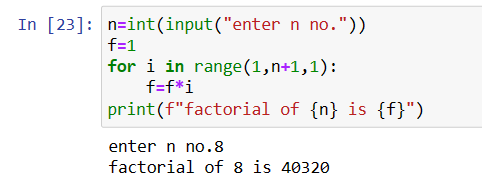 In [23]: n=int(input("enter n no."))
f=1
for i in range(1,n+1,1):
    f=f*i
print(f"factorial of {n} is {f}")
enter n no.8
factorial of 8 is 40320